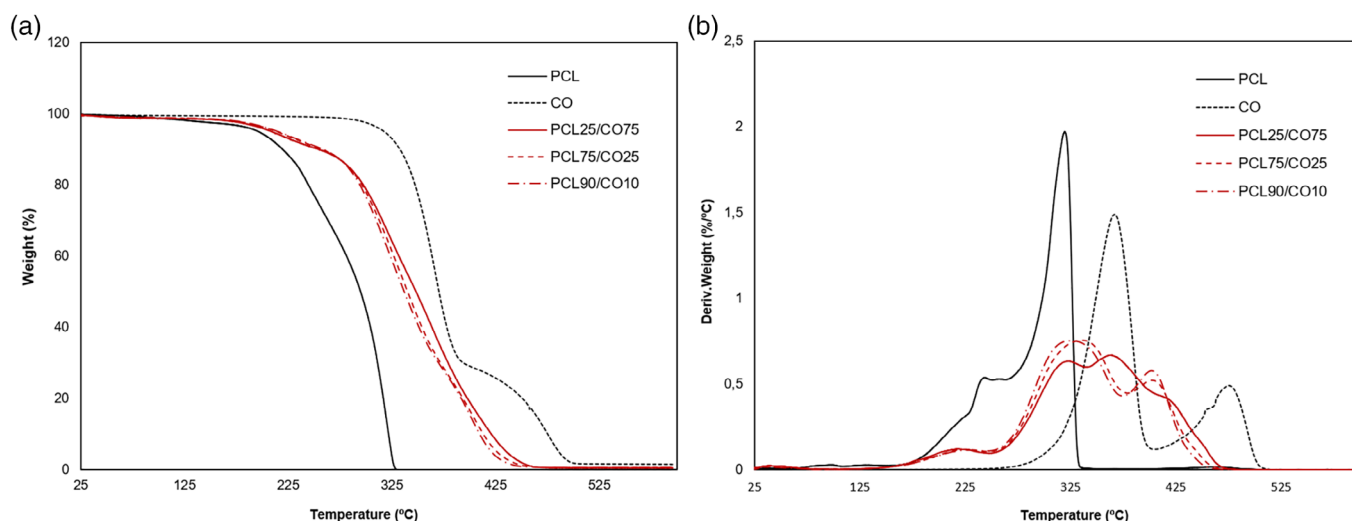 (a)
120
100
80
60
40
20
0
Weight (%)
25 125 225 325 425 525
Temperature (ºC)
PCL
CO
PCL25/CO75
PCL75/CO25
PCL90/CO10
(b)
2,5
2
1,5
1
0,5
0
Deriv.Weight (%/ºC)
25 125 225 325 425 525
Temperature (ºC)
PCL
CO
PCL25/CO75
PCL75/CO25
PCL90/CO10